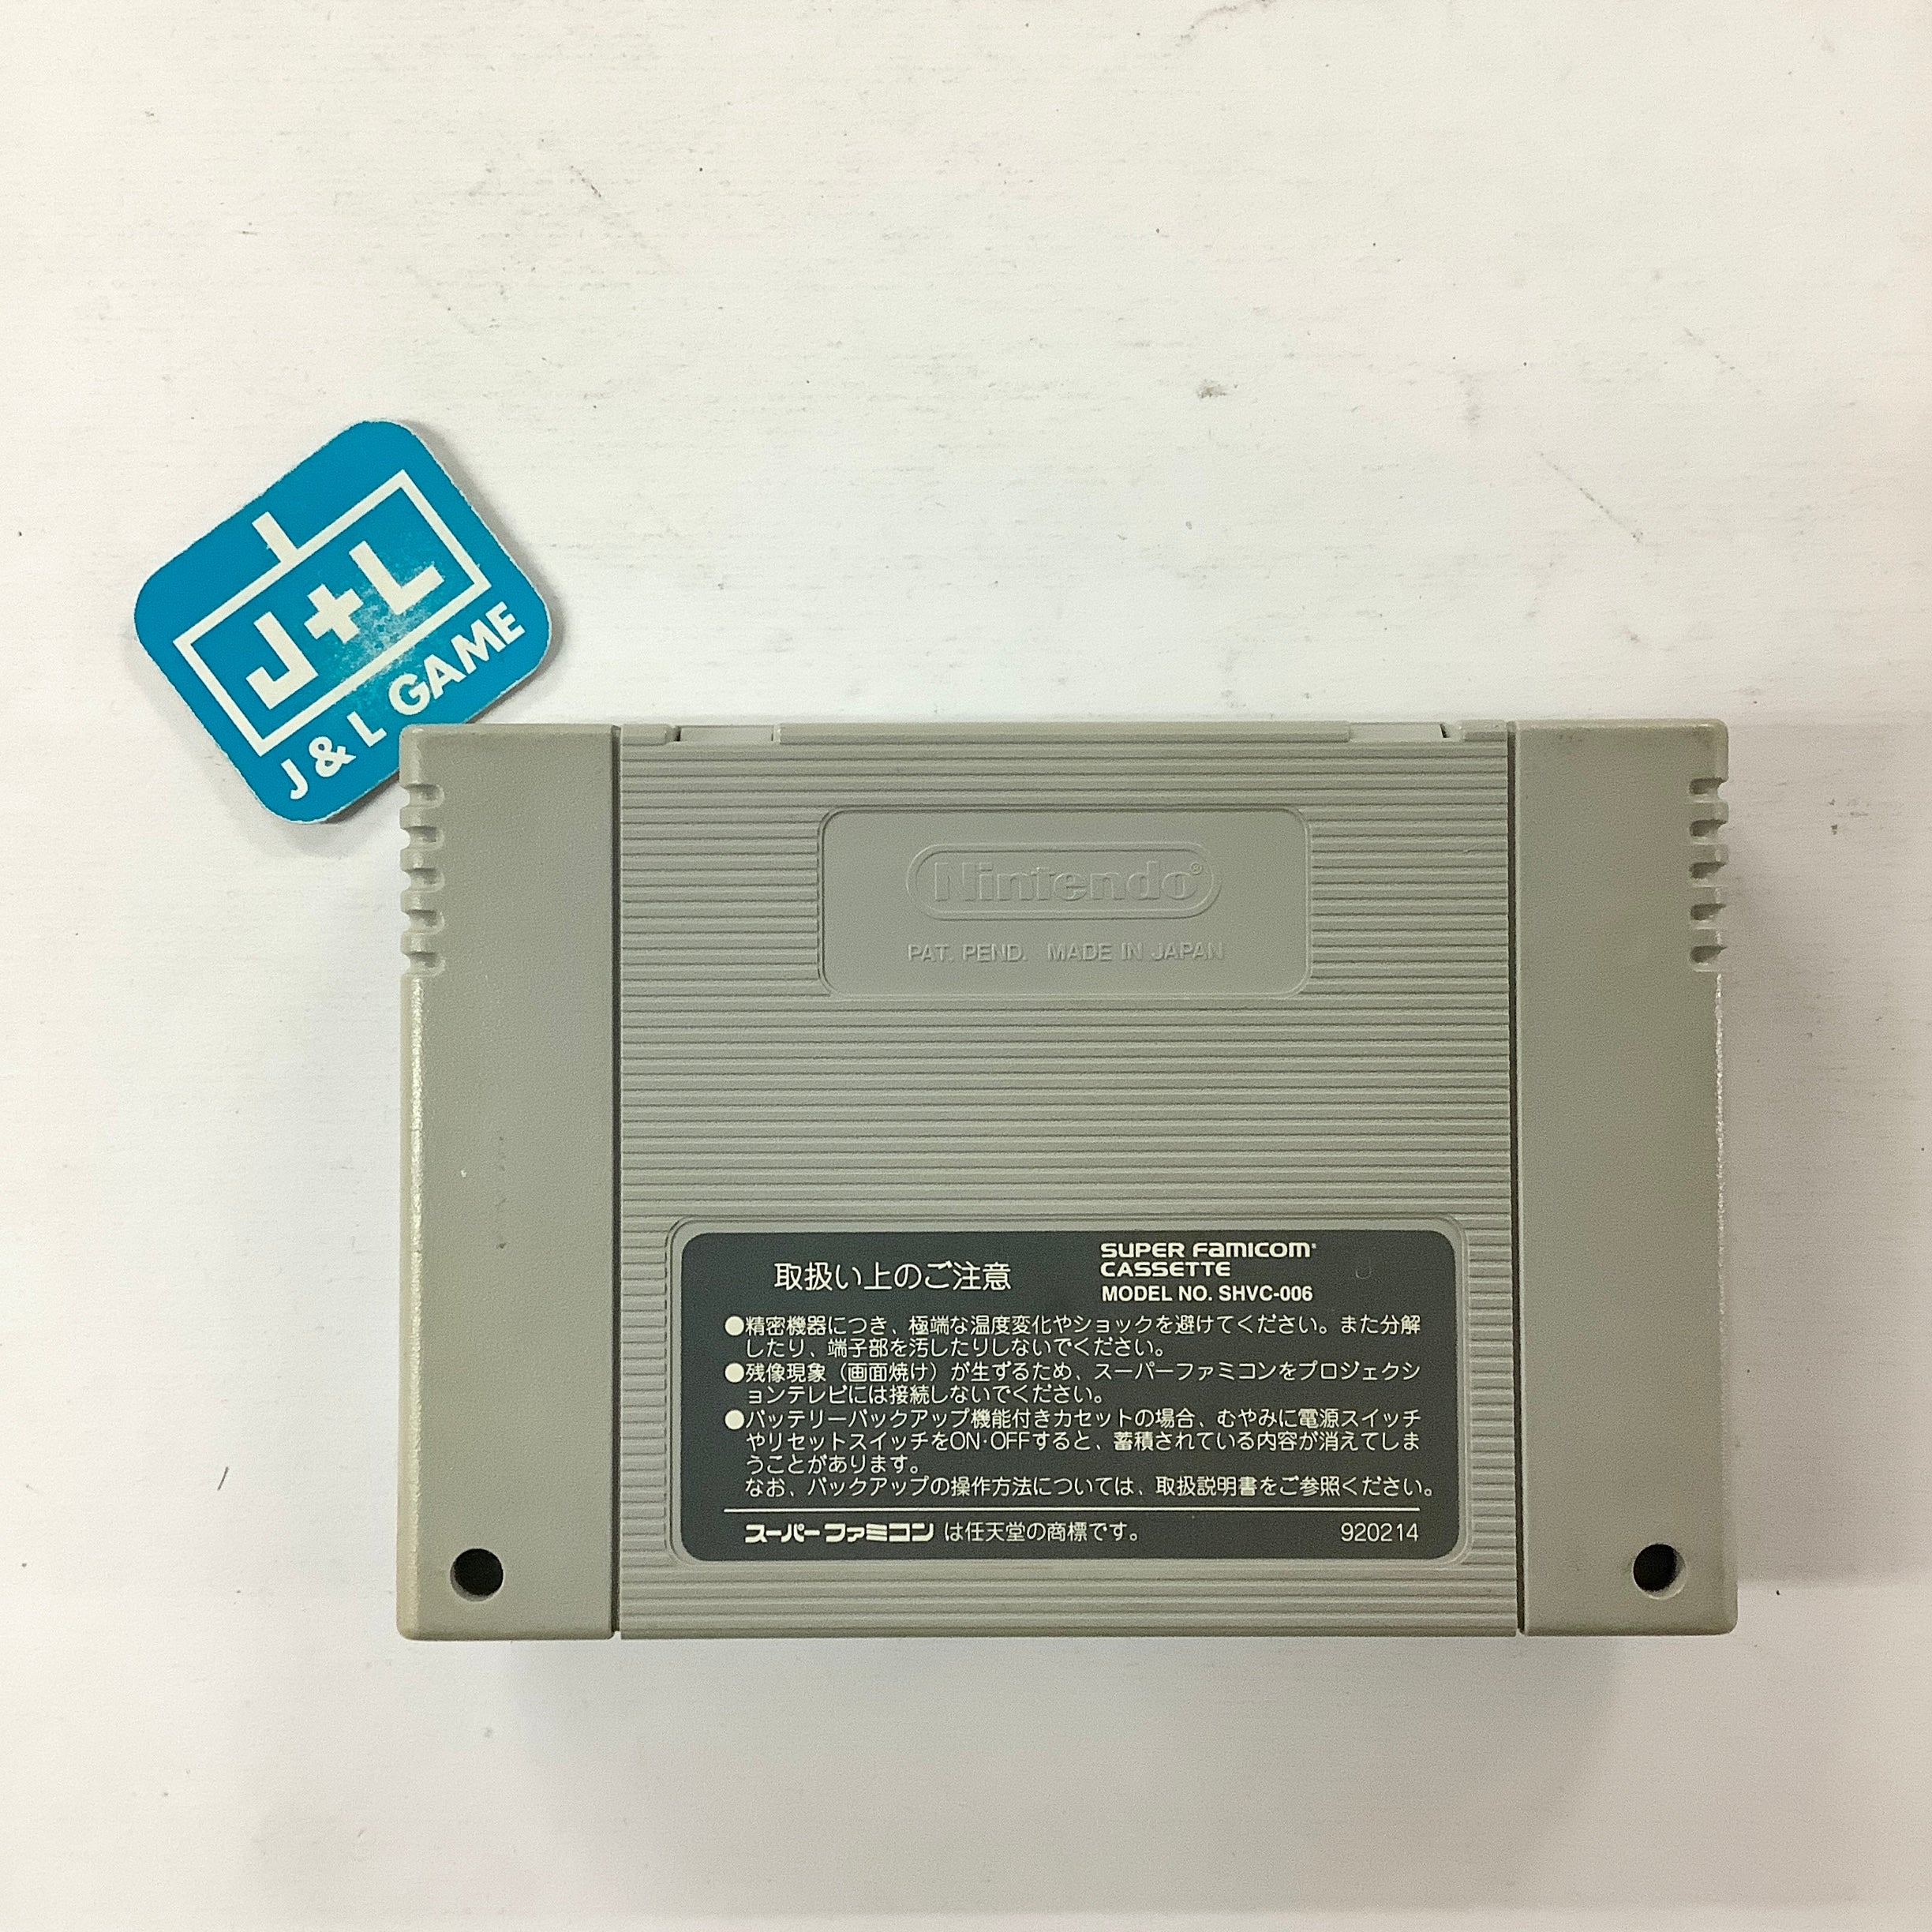 J+L
J & L GAME
Nintendo®
PAT. PEND. MADE IN JAPAN
取扱い上のご注意
SUPER FAMICOM
CASSETTE
MODEL NO. SHVC-006
●精密機器につき、極端な温度変化やショックを避けてください。また分解
したり、端子部を汚したりしないでください。
●残像現象（画面焼け）が生ずるため、スーパーファミコンをプロジェクシ
ョンテレビには接続しないでください。
●バッテリーバックアップ機能付きカセットの場合、むやみに電源スイッチ
やリセットスイッチをON·OFFすると、蓄積されている内容が消えてしま
うことがあります。
なお、バックアップの操作方法については、取扱説明書をご参照ください。
スーパーファミコン は任天堂の商標です。 920214